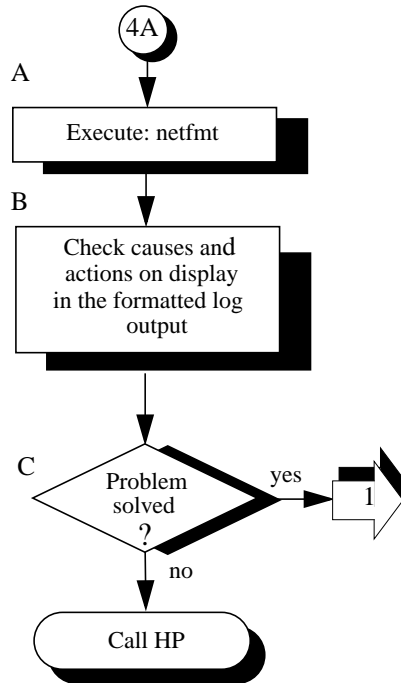 4A
A
Execute: netfmt
B
Check causes and
actions on display
in the formatted log
output
C
Problem
solved
?
yes
1
no
Call HP